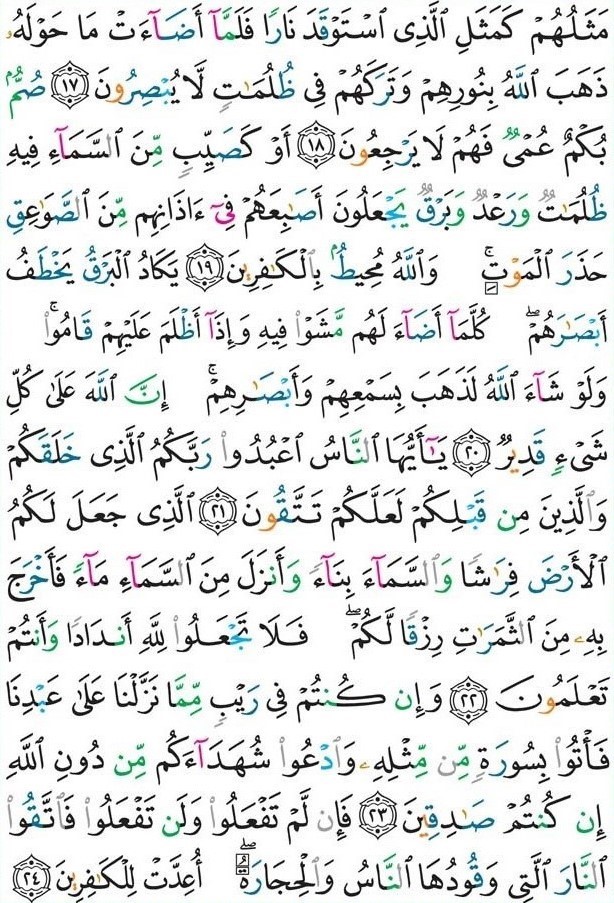 مَثَلُهُمْ كَمَثَلِ ٱلَّذِى ٱسْتَوْقَدَ نَارًا فَلَمَّآ أَضَآءَتْ مَا حَوْلَهُۥ
ذَهَبَ ٱللَّهُ بِنُورِهِمْ وَتَرَكَهُمْ فِى ظُلُمَـٰتٍ لَّا يُبْصِرُونَ ١٧ صُمٌّۢ
بُكْمٌ عُمْىٌ فَهُمْ لَا يَرْجِعُونَ ١٨ أَوْ كَصَيِّبٍ مِّنَ ٱلسَّمَآءِ فِيهِ
ظُلُمَـٰتٌ وَرَعْدٌ وَبَرْقٌ يَجْعَلُونَ أَصَـٰبِعَهُمْ فِىٓ ءَاذَانِهِم مِّنَ ٱلصَّوَٰعِقِ
حَذَرَ ٱلْمَوْتِ ۚ وَٱللَّهُ مُحِيطٌۢ بِٱلْكَـٰفِرِينَ ١٩ يَكَادُ ٱلْبَرْقُ يَخْطَفُ
أَبْصَـٰرَهُمْ ۖ كُلَّمَآ أَضَآءَ لَهُم مَّشَوْا۟ فِيهِ وَإِذَآ أَظْلَمَ عَلَيْهِمْ قَامُوا۟ ۚ
وَلَوْ شَآءَ ٱللَّهُ لَذَهَبَ بِسَمْعِهِمْ وَأَبْصَـٰرِهِمْ ۚ إِنَّ ٱللَّهَ عَلَىٰ كُلِّ
شَىْءٍ قَدِيرٌ ٢٠ يَـٰٓأَيُّهَا ٱلنَّاسُ ٱعْبُدُوا۟ رَبَّكُمُ ٱلَّذِى خَلَقَكُمْ
وَٱلَّذِينَ مِن قَبْلِكُمْ لَعَلَّكُمْ تَتَّقُونَ ٢١ ٱلَّذِى جَعَلَ لَكُمُ
ٱلْأَرْضَ فِرَٰشًا وَٱلسَّمَآءَ بِنَآءً وَأَنزَلَ مِنَ ٱلسَّمَآءِ مَآءً فَأَخْرَجَ
بِهِۦ مِنَ ٱلثَّمَرَٰتِ رِزْقًا لَّكُمْ ۖ فَلَا تَجْعَلُوا۟ لِلَّهِ أَندَادًا وَأَنتُمْ
تَعْلَمُونَ ٢٢ وَإِن كُنتُمْ فِى رَيْبٍ مِّمَّا نَزَّلْنَا عَلَىٰ عَبْدِنَا
فَأْتُوا۟ بِسُورَةٍ مِّن مِّثْلِهِۦ وَٱدْعُوا۟ شُهَدَآءَكُم مِّن دُونِ ٱللَّهِ
إِن كُنتُمْ صَـٰدِقِينَ ٢٣ فَإِن لَّمْ تَفْعَلُوا۟ وَلَن تَفْعَلُوا۟ فَٱتَّقُوا۟
ٱلنَّارَ ٱلَّتِى وَقُودُهَا ٱلنَّاسُ وَٱلْحِجَارَةُ ۖ أُعِدَّتْ لِلْكَـٰفِرِينَ ٢٤